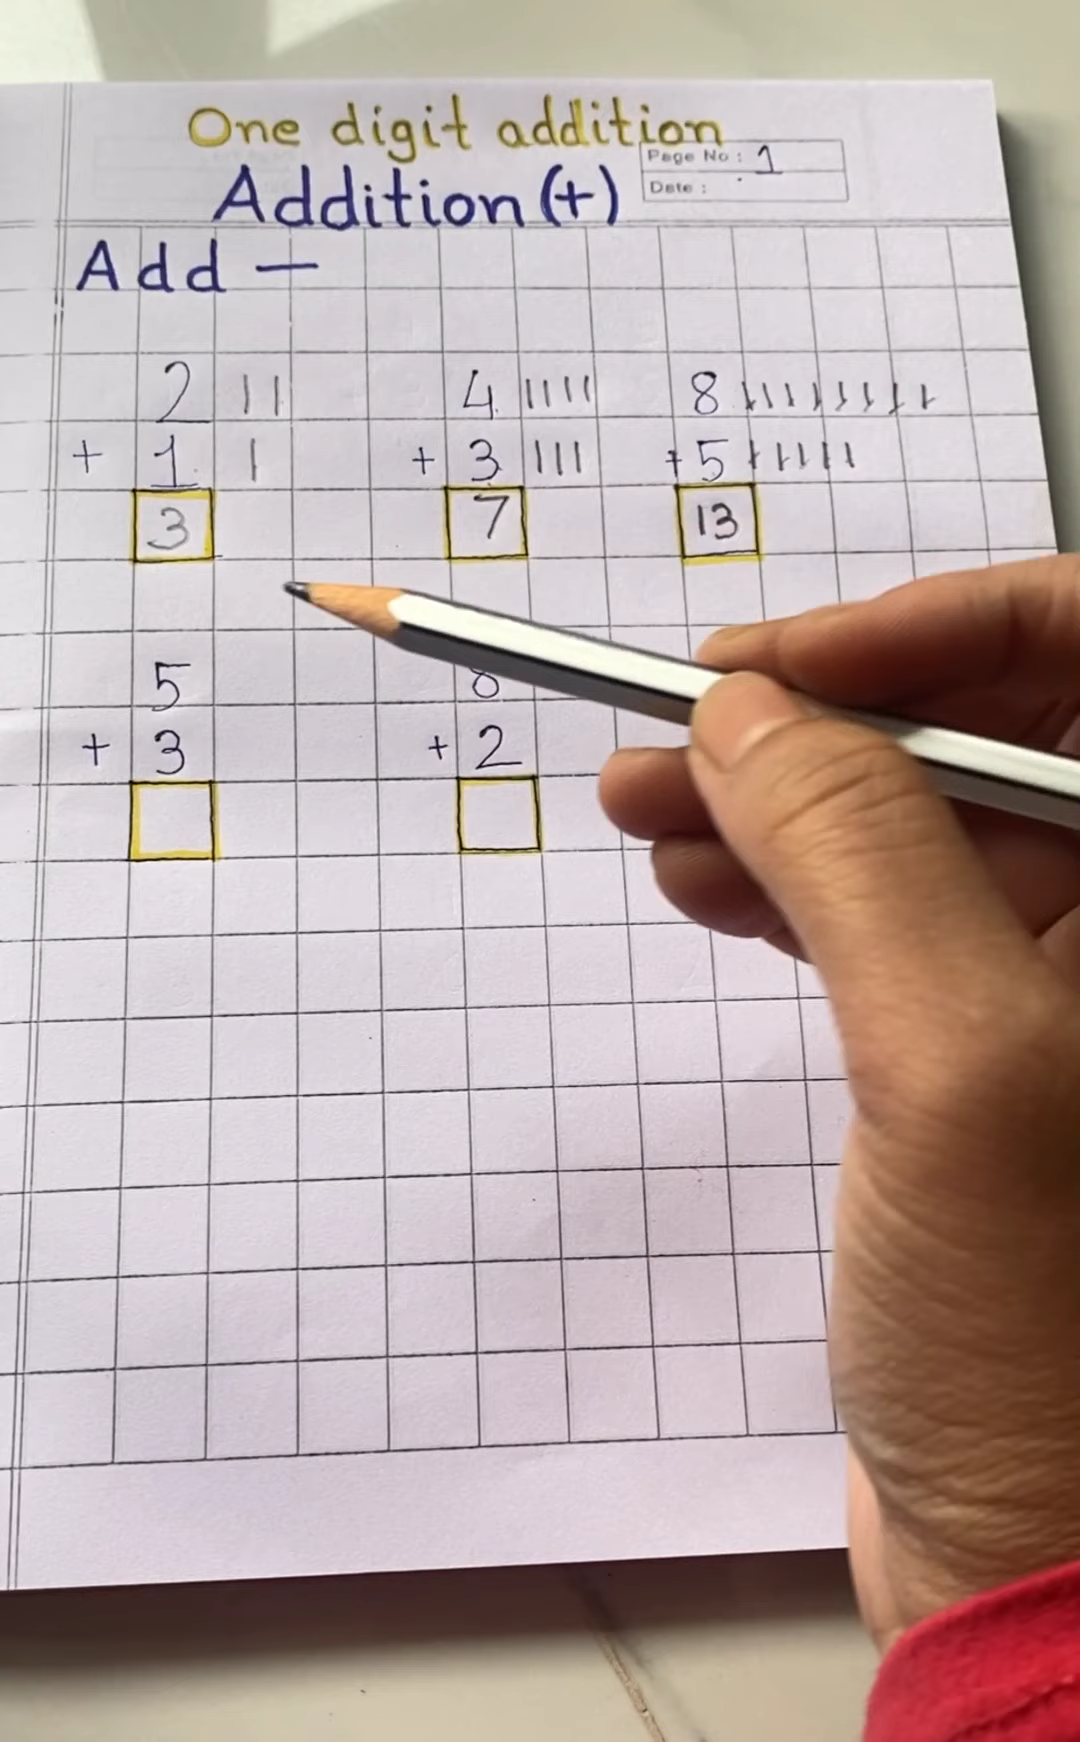 One digit addition
Page No : 1
Addition (+)
Date :
Add —
2 || 4 |||| 8 ||||||||
+ 1 | + 3 ||| + 5 |||||
3 7 13
5 8
+ 3 + 2